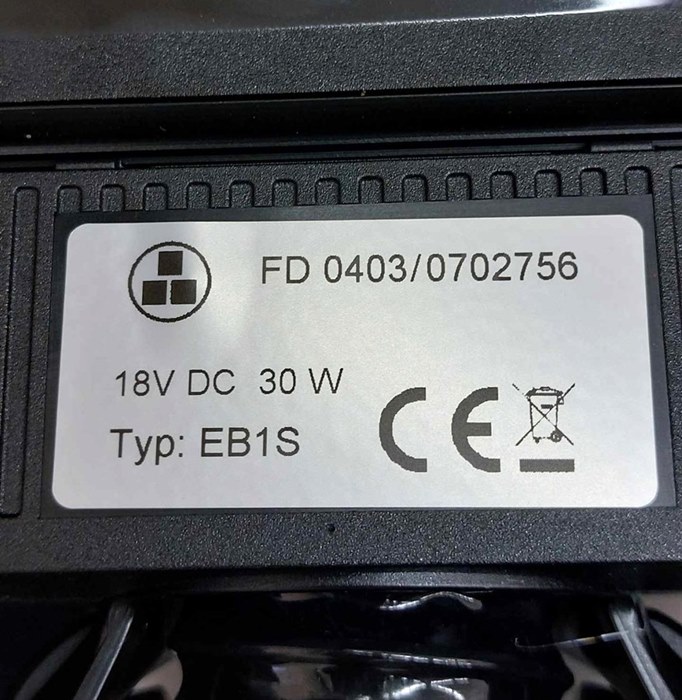 FD 0403/0702756
18V DC 30 W
Typ: EB1S
CE